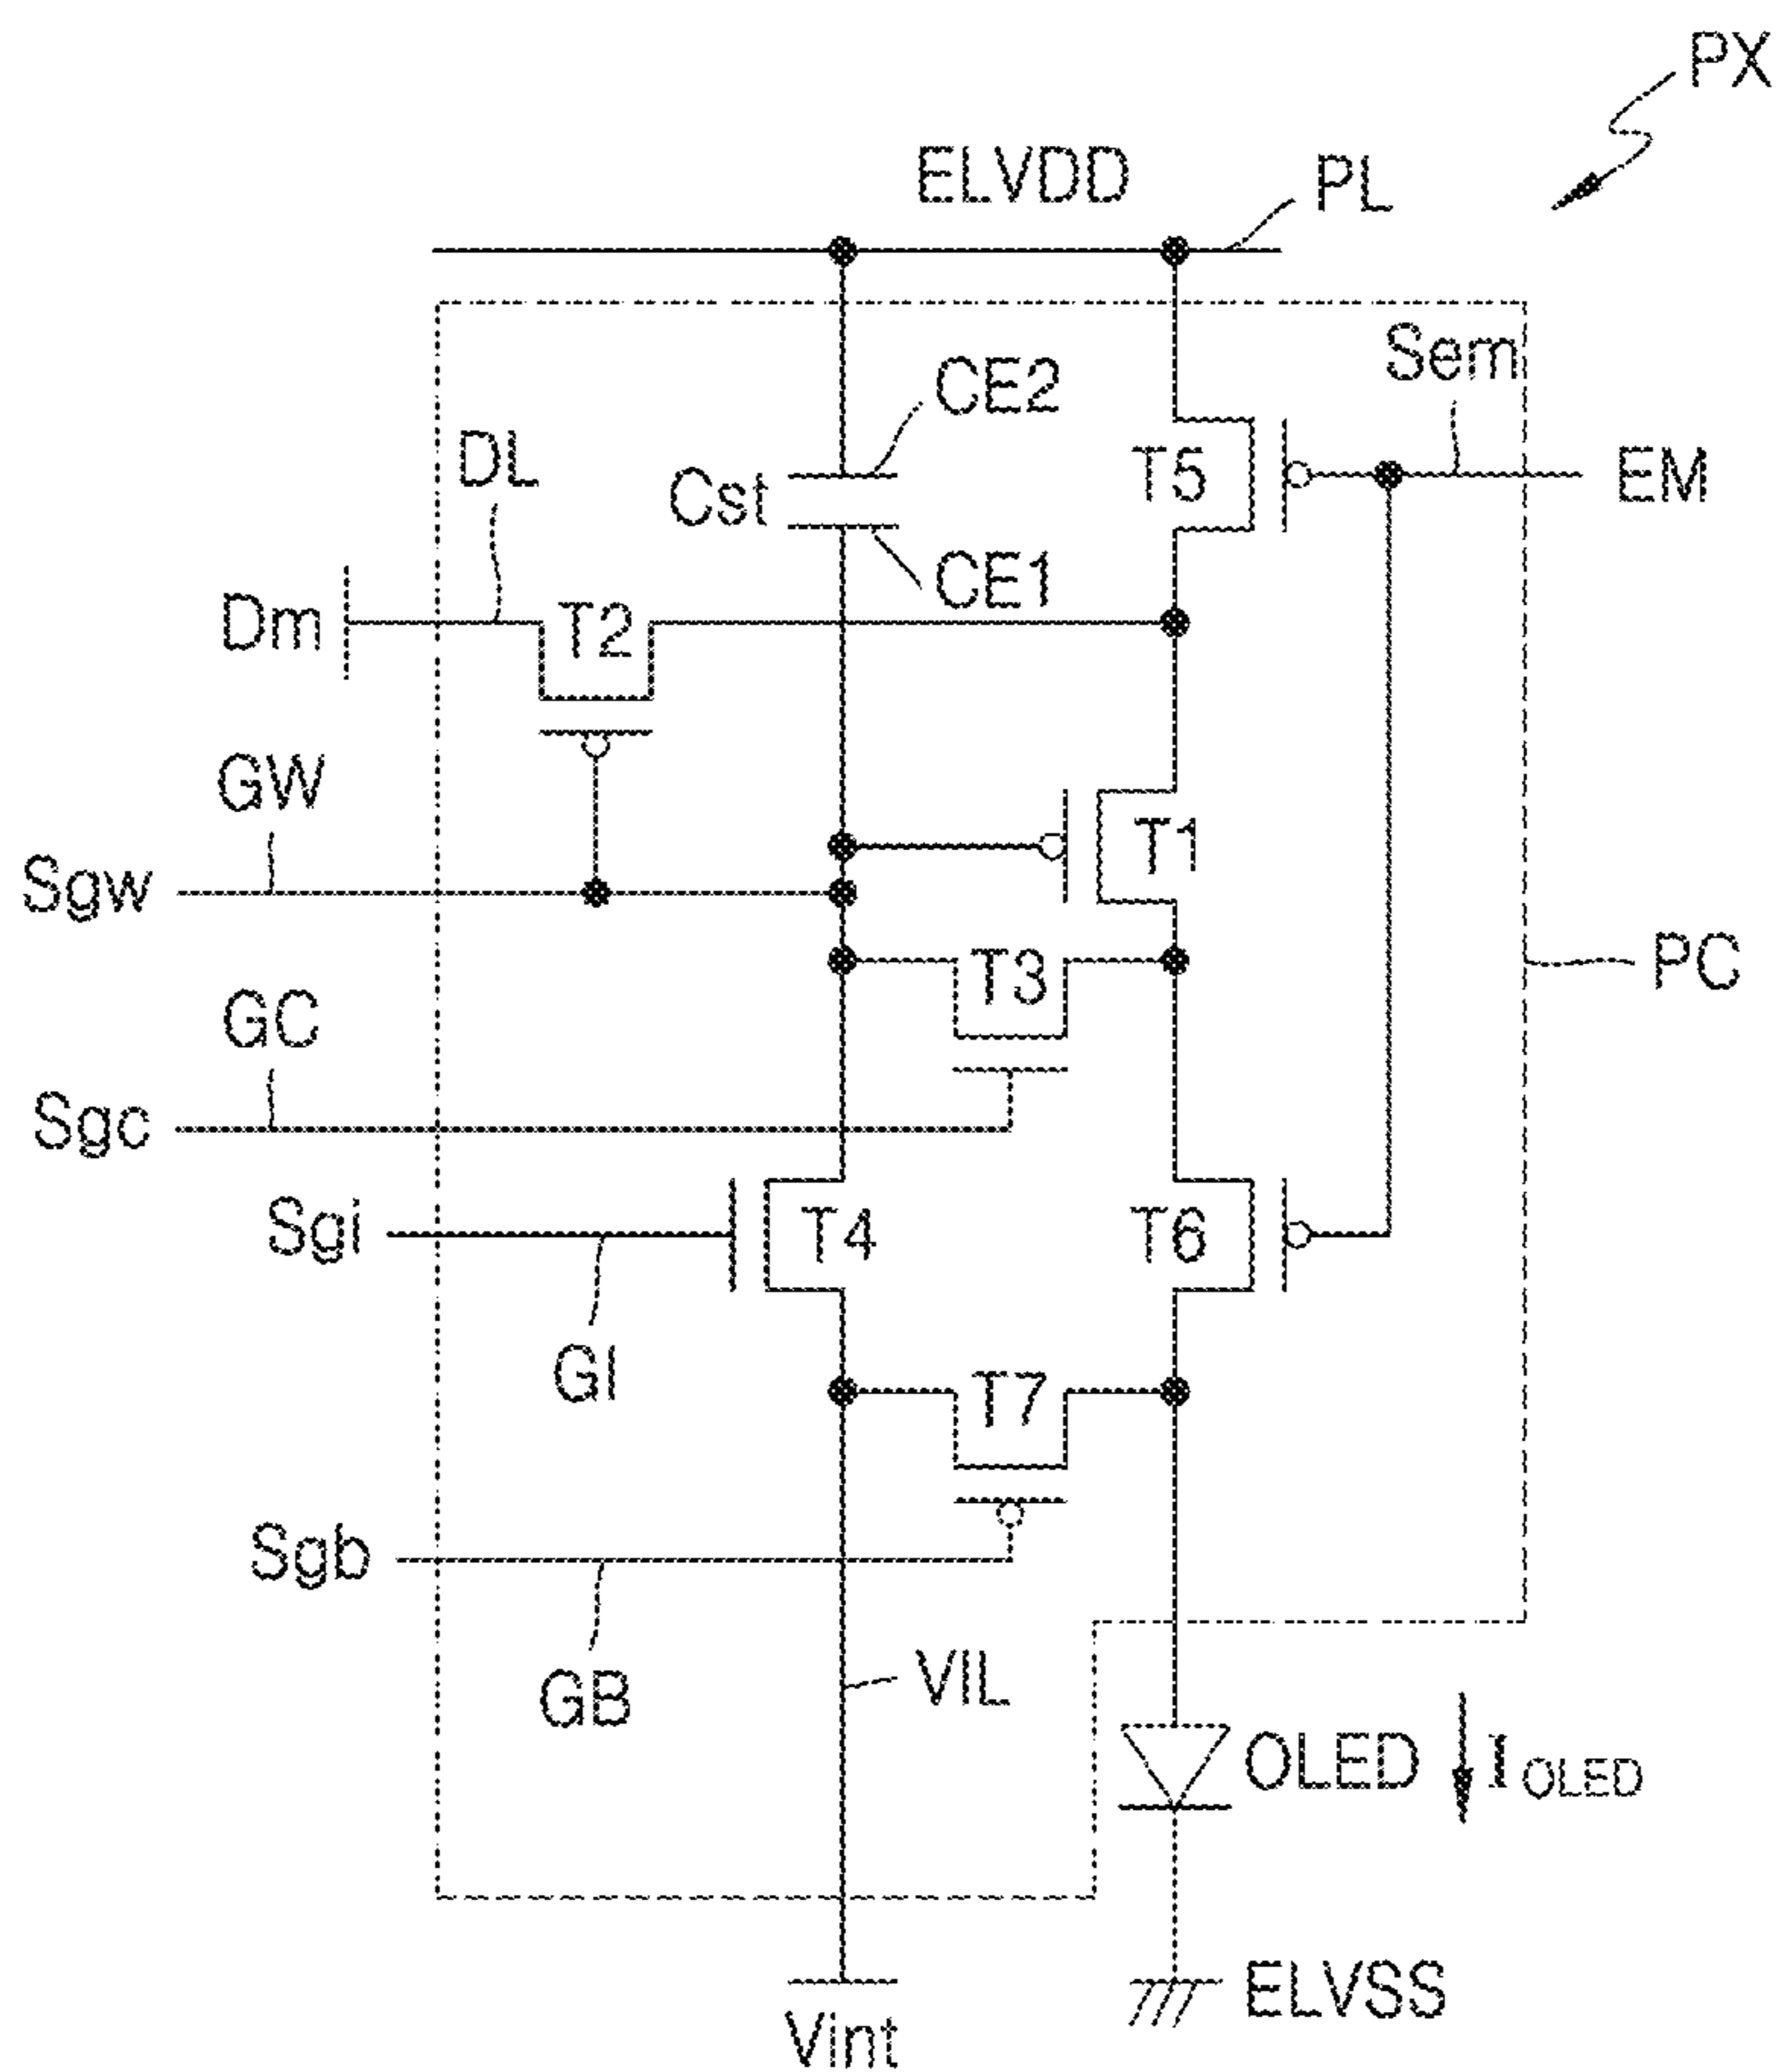 PX
ELVDD
PL
Sem
CE2
DL
Cst
T5
EM
CE1
Dm
T2
GW
T1
Sgw
T3
PC
GC
Sgc
Sgi
T4
T6
GI
T7
Sgb
GB
VIL
OLED
I OLED
ELVSS
Vint